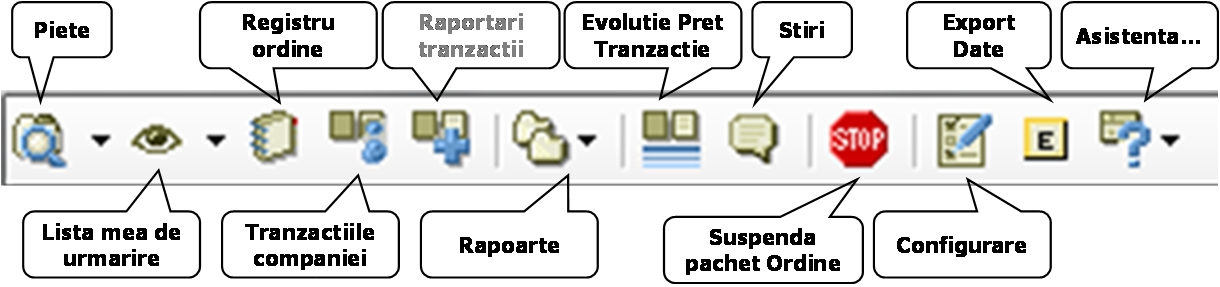 Piete
Registru
ordine
Raportari
tranzactii
Evolutie Pret
Tranzactie
Stiri
Export
Date
Asistenta...
STOP
E
Lista mea de
urmarire
Tranzactiile
companiei
Rapoarte
Suspenda
pachet Ordine
Configurare